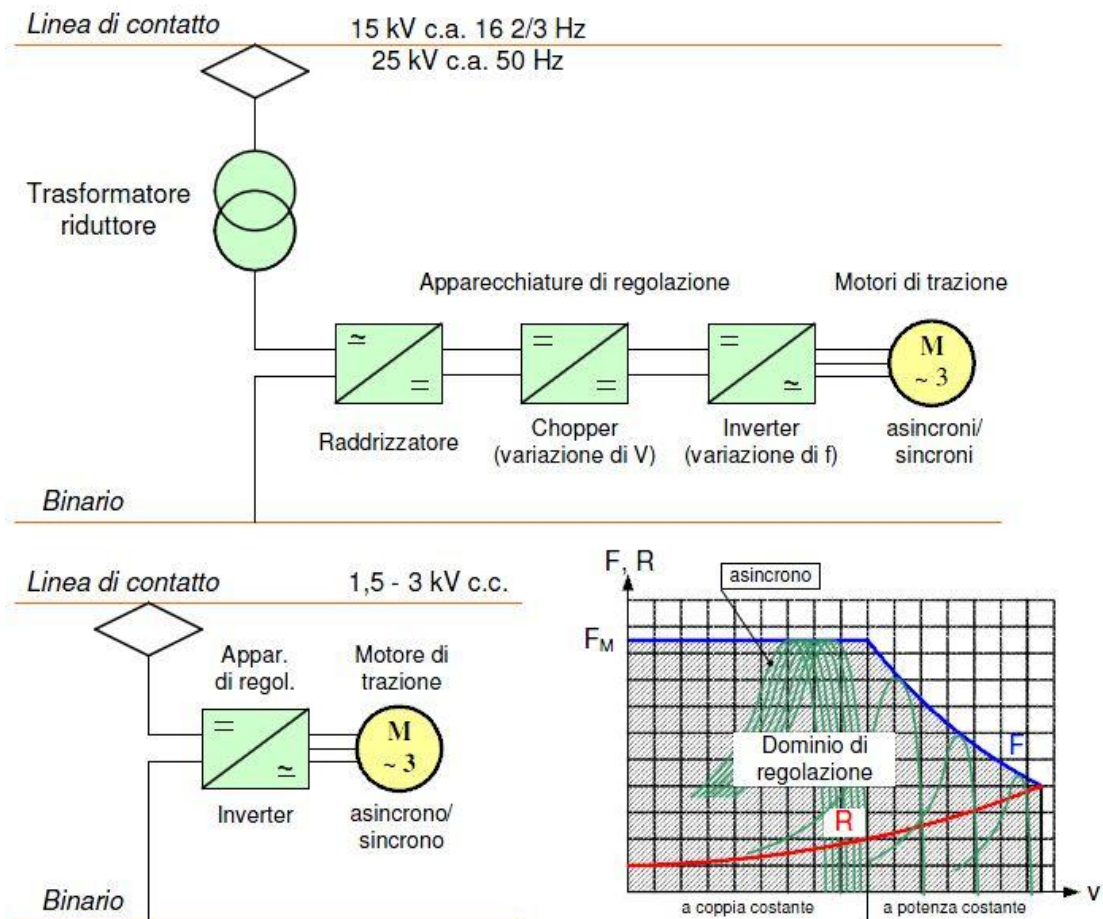 Linea di contatto
15 kV c.a. 16 2/3 Hz
25 kV c.a. 50 Hz
Trasformatore
riduttore
Apparecchiature di regolazione
Motori di trazione
M
~ 3
Raddrizzatore
Chopper
(variazione di V)
Inverter
(variazione di f)
asincroni/
sincroni
Binario
Linea di contatto
1,5 - 3 kV c.c.
Appar.
di regol.
Motore di
trazione
M
~ 3
Inverter
asincrono/
sincrono
Binario
F, R
asincrono
FM
Dominio di
regolazione
F
R
v
a coppia costante
a potenza costante